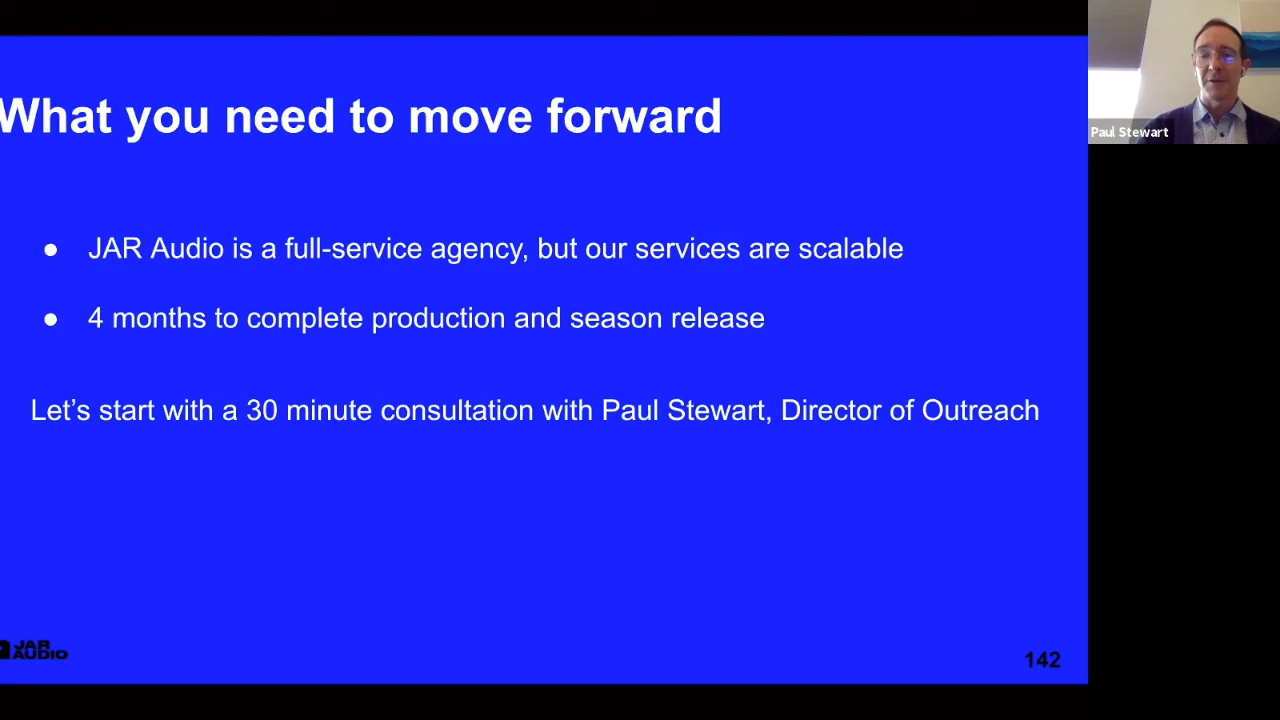 What you need to move forward
● JAR Audio is a full-service agency, but our services are scalable
● 4 months to complete production and season release
Let’s start with a 30 minute consultation with Paul Stewart, Director of Outreach
JAR
AUDIO
142
Paul Stewart